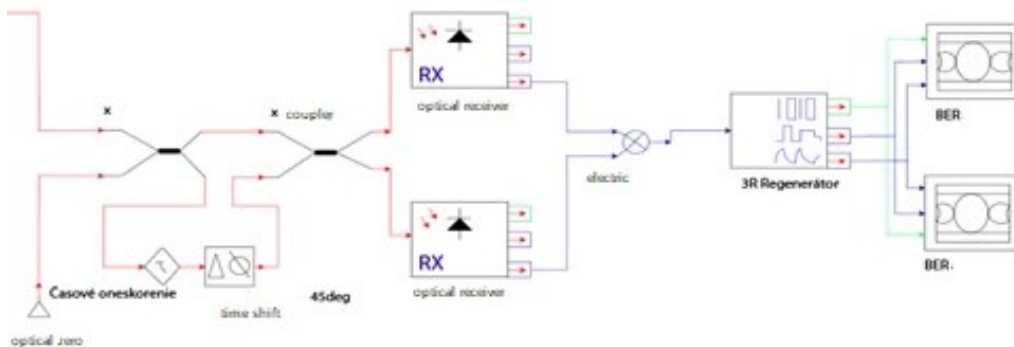 RX
optical receiver
x
x coupler
BER.
electric
3R Regenerátor
RX
optical receiver
BER.
τ
Časové oneskorenie
time shift
45deg
optical zero